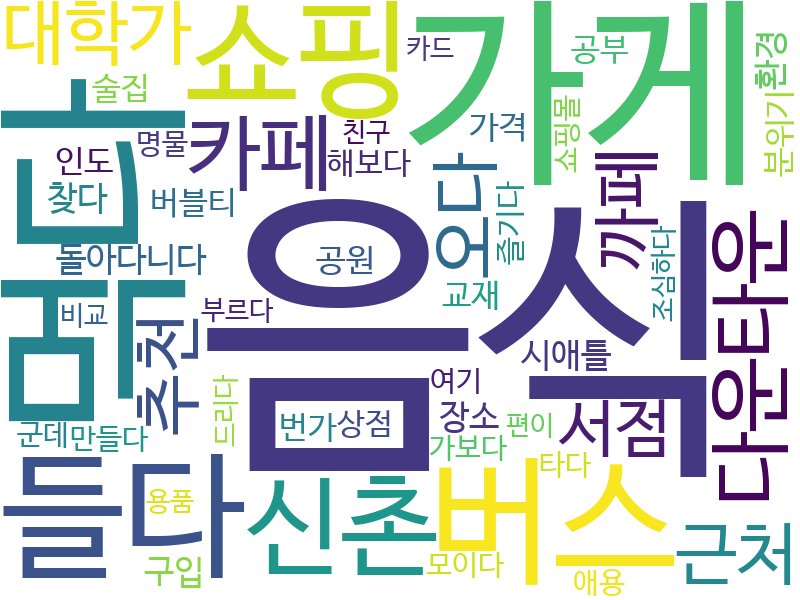 대학가
쇼핑
가게
카드
공부
환경
술집
명물
카페
친구
해보다
가격
쇼핑몰
분위기
인도
찾다
버블티
오다
즐기다
까페
먹다
돌아다니다
음식
공원
교재
조심하다
다운타운
비교
추천
부르다
시애틀
여기
드리다
번가
상점
장소
편이
서점
군데
만들다
가보다
타다
들다
용품
신촌
버스
근처
구입
모이다
애용